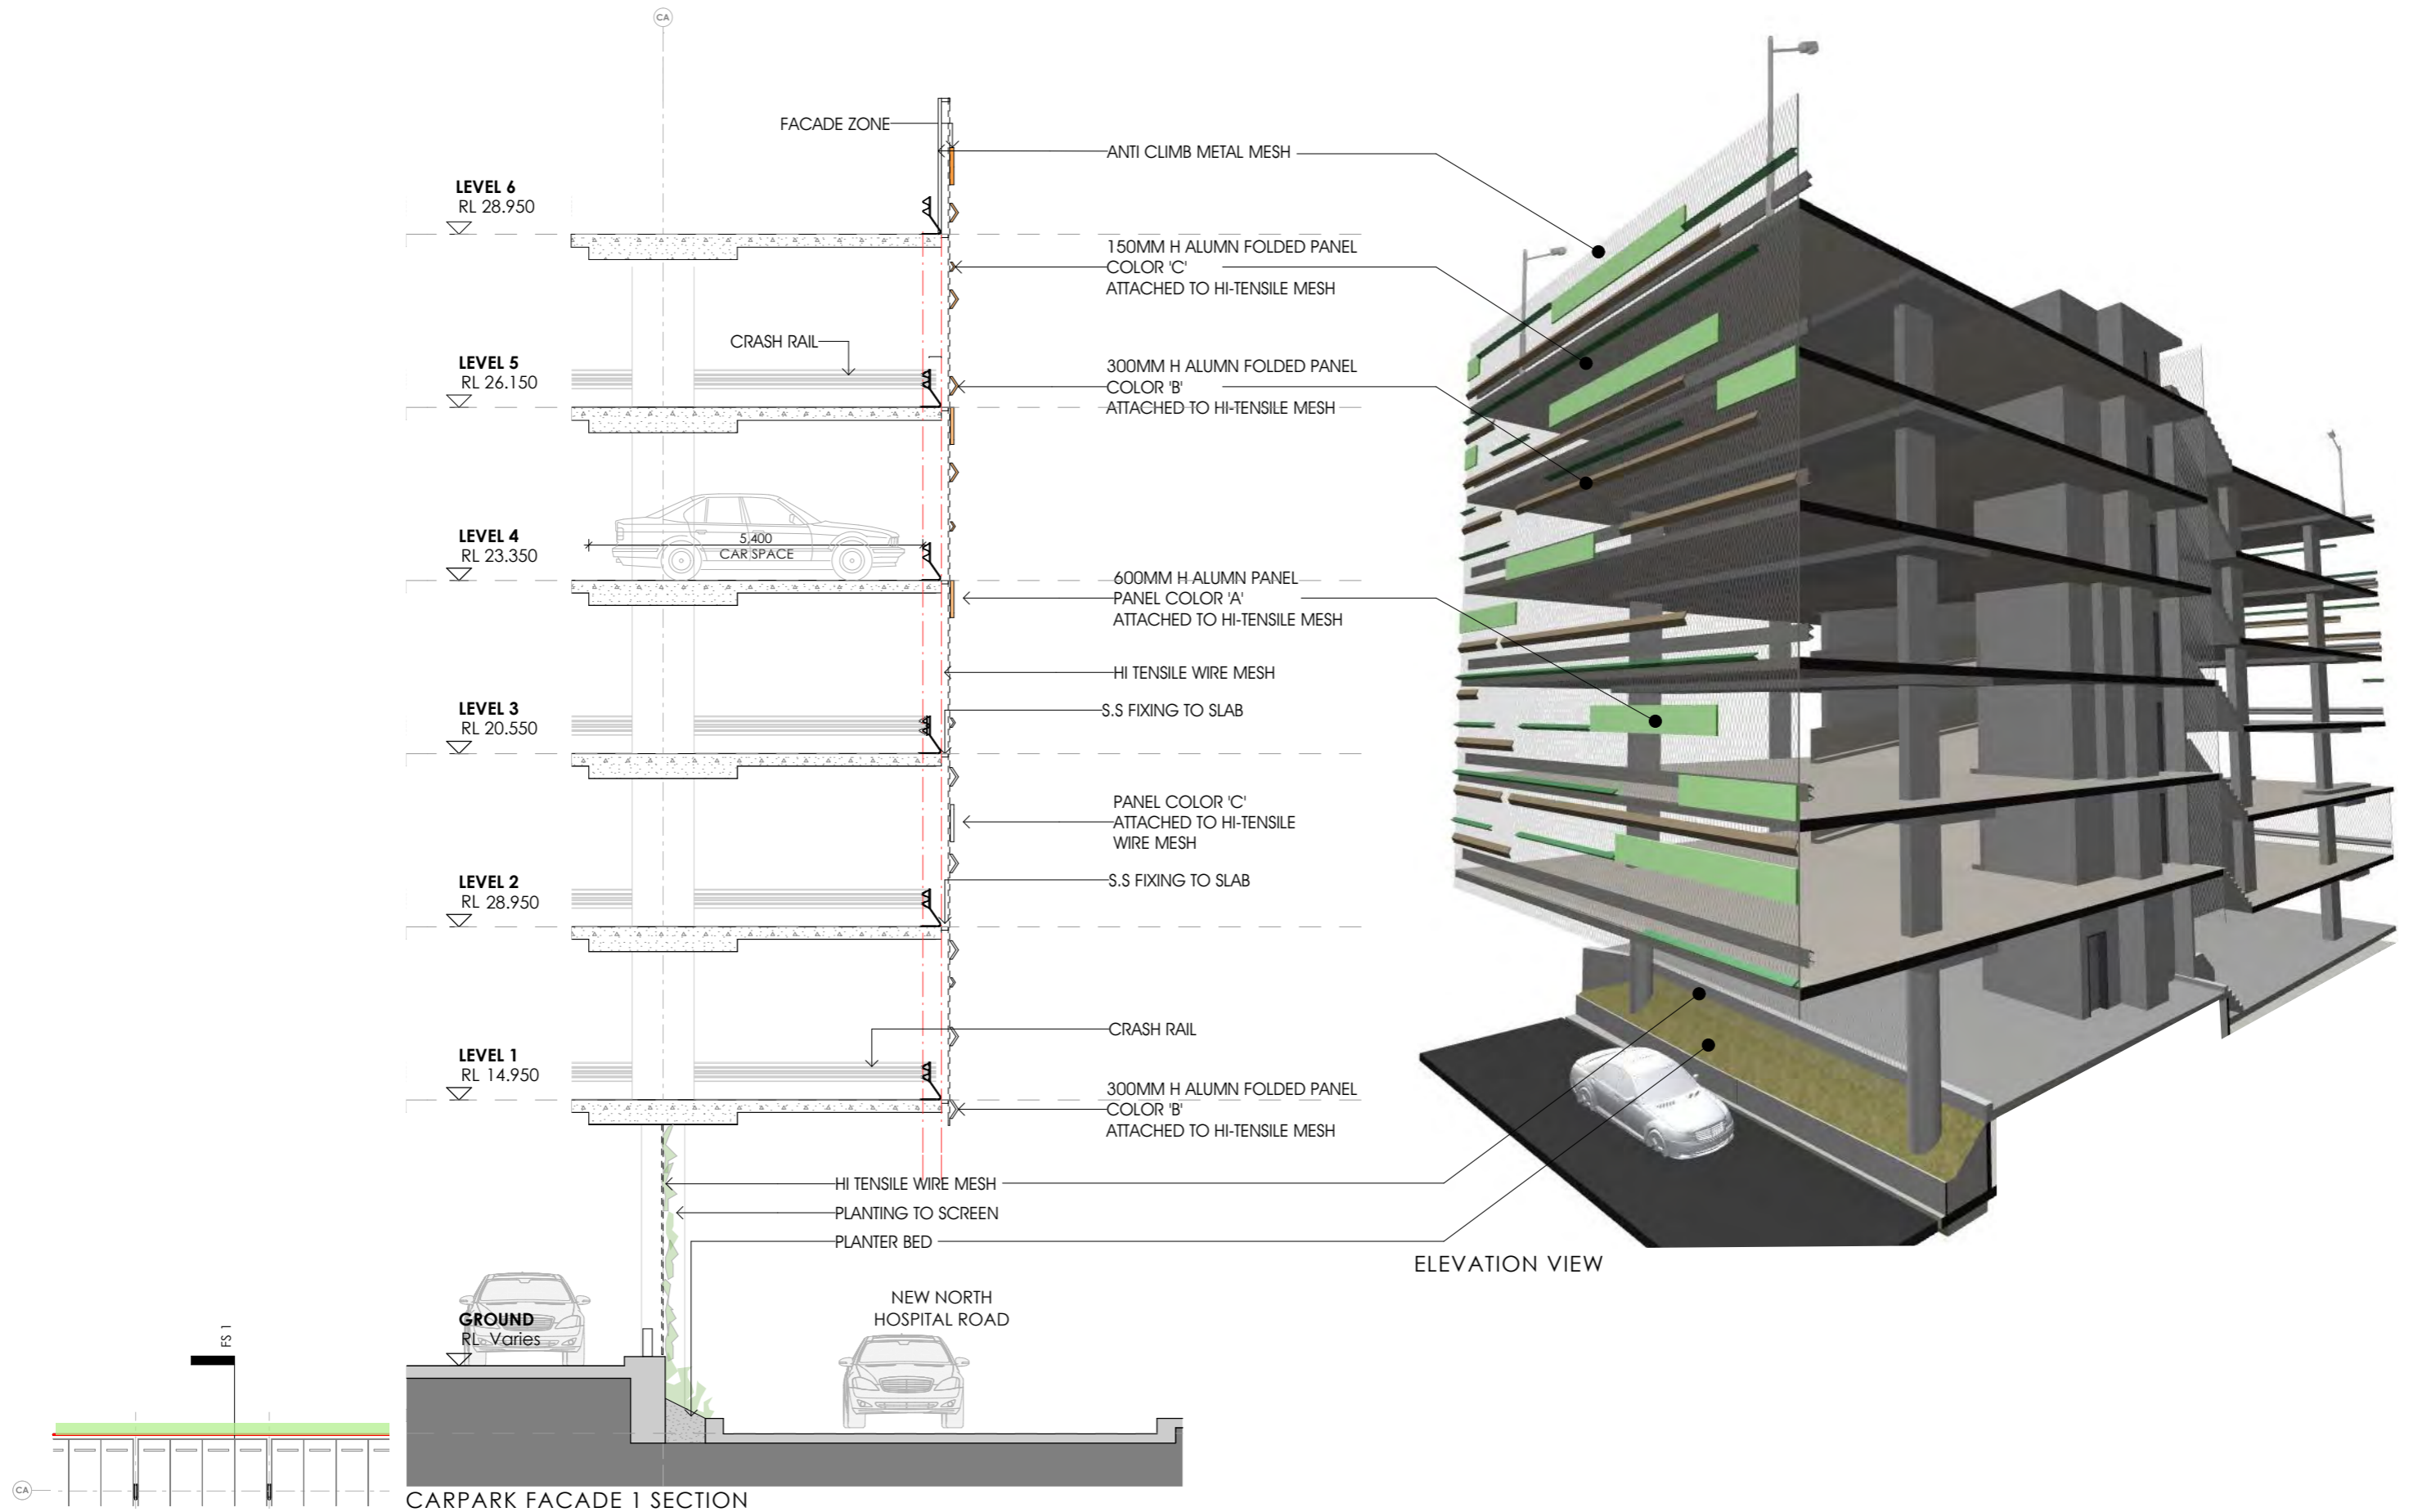 CA
FACADE ZONE
ANTI CLIMB METAL MESH
LEVEL 6
RL 28.950
150MM H ALUMN FOLDED PANEL
COLOR 'C'
ATTACHED TO HI-TENSILE MESH
CRASH RAIL
LEVEL 5
RL 26.150
300MM H ALUMN FOLDED PANEL
COLOR 'B'
ATTACHED TO HI-TENSILE MESH
LEVEL 4
RL 23.350
5,400
CAR SPACE
600MM H ALUMN PANEL
PANEL COLOR 'A'
ATTACHED TO HI-TENSILE MESH
HI TENSILE WIRE MESH
LEVEL 3
RL 20.550
S.S FIXING TO SLAB
PANEL COLOR 'C'
ATTACHED TO HI-TENSILE
WIRE MESH
LEVEL 2
RL 28.950
S.S FIXING TO SLAB
CRASH RAIL
LEVEL 1
RL 14.950
300MM H ALUMN FOLDED PANEL
COLOR 'B'
ATTACHED TO HI-TENSILE MESH
HI TENSILE WIRE MESH
PLANTING TO SCREEN
PLANTER BED
ELEVATION VIEW
NEW NORTH
HOSPITAL ROAD
GROUND
RL Varies
FS 1
CA
CARPARK FACADE 1 SECTION